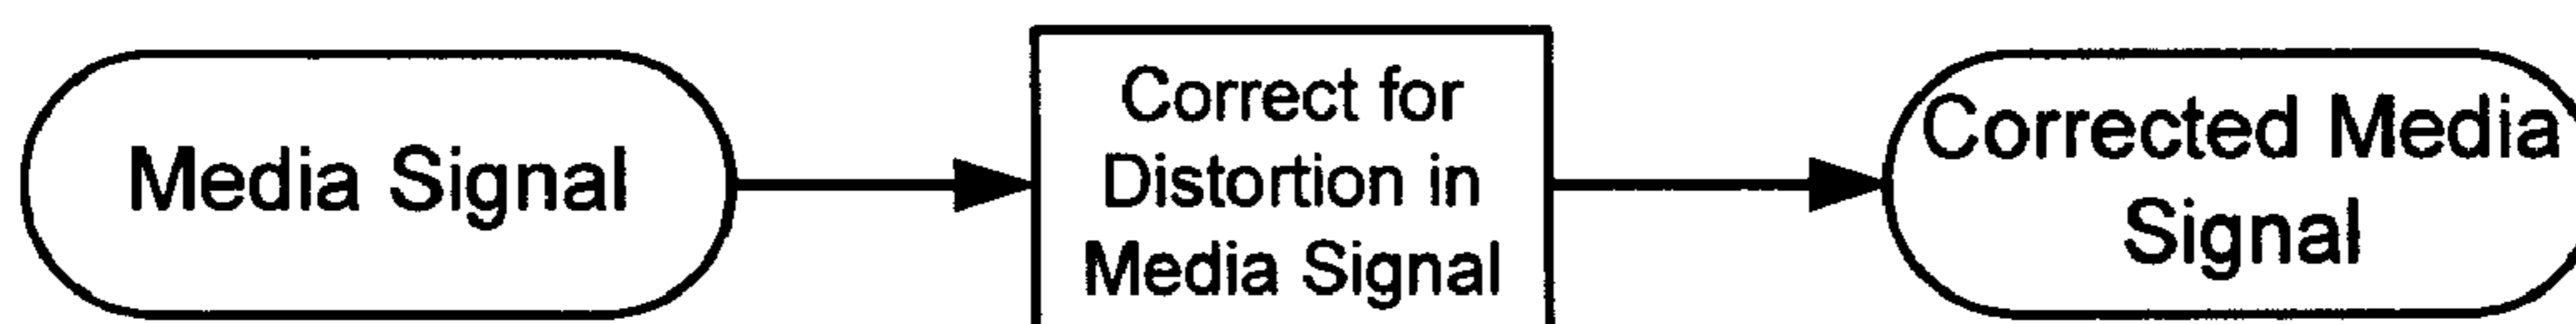 Media Signal
Correct for
Distortion in
Media Signal
Corrected Media
Signal